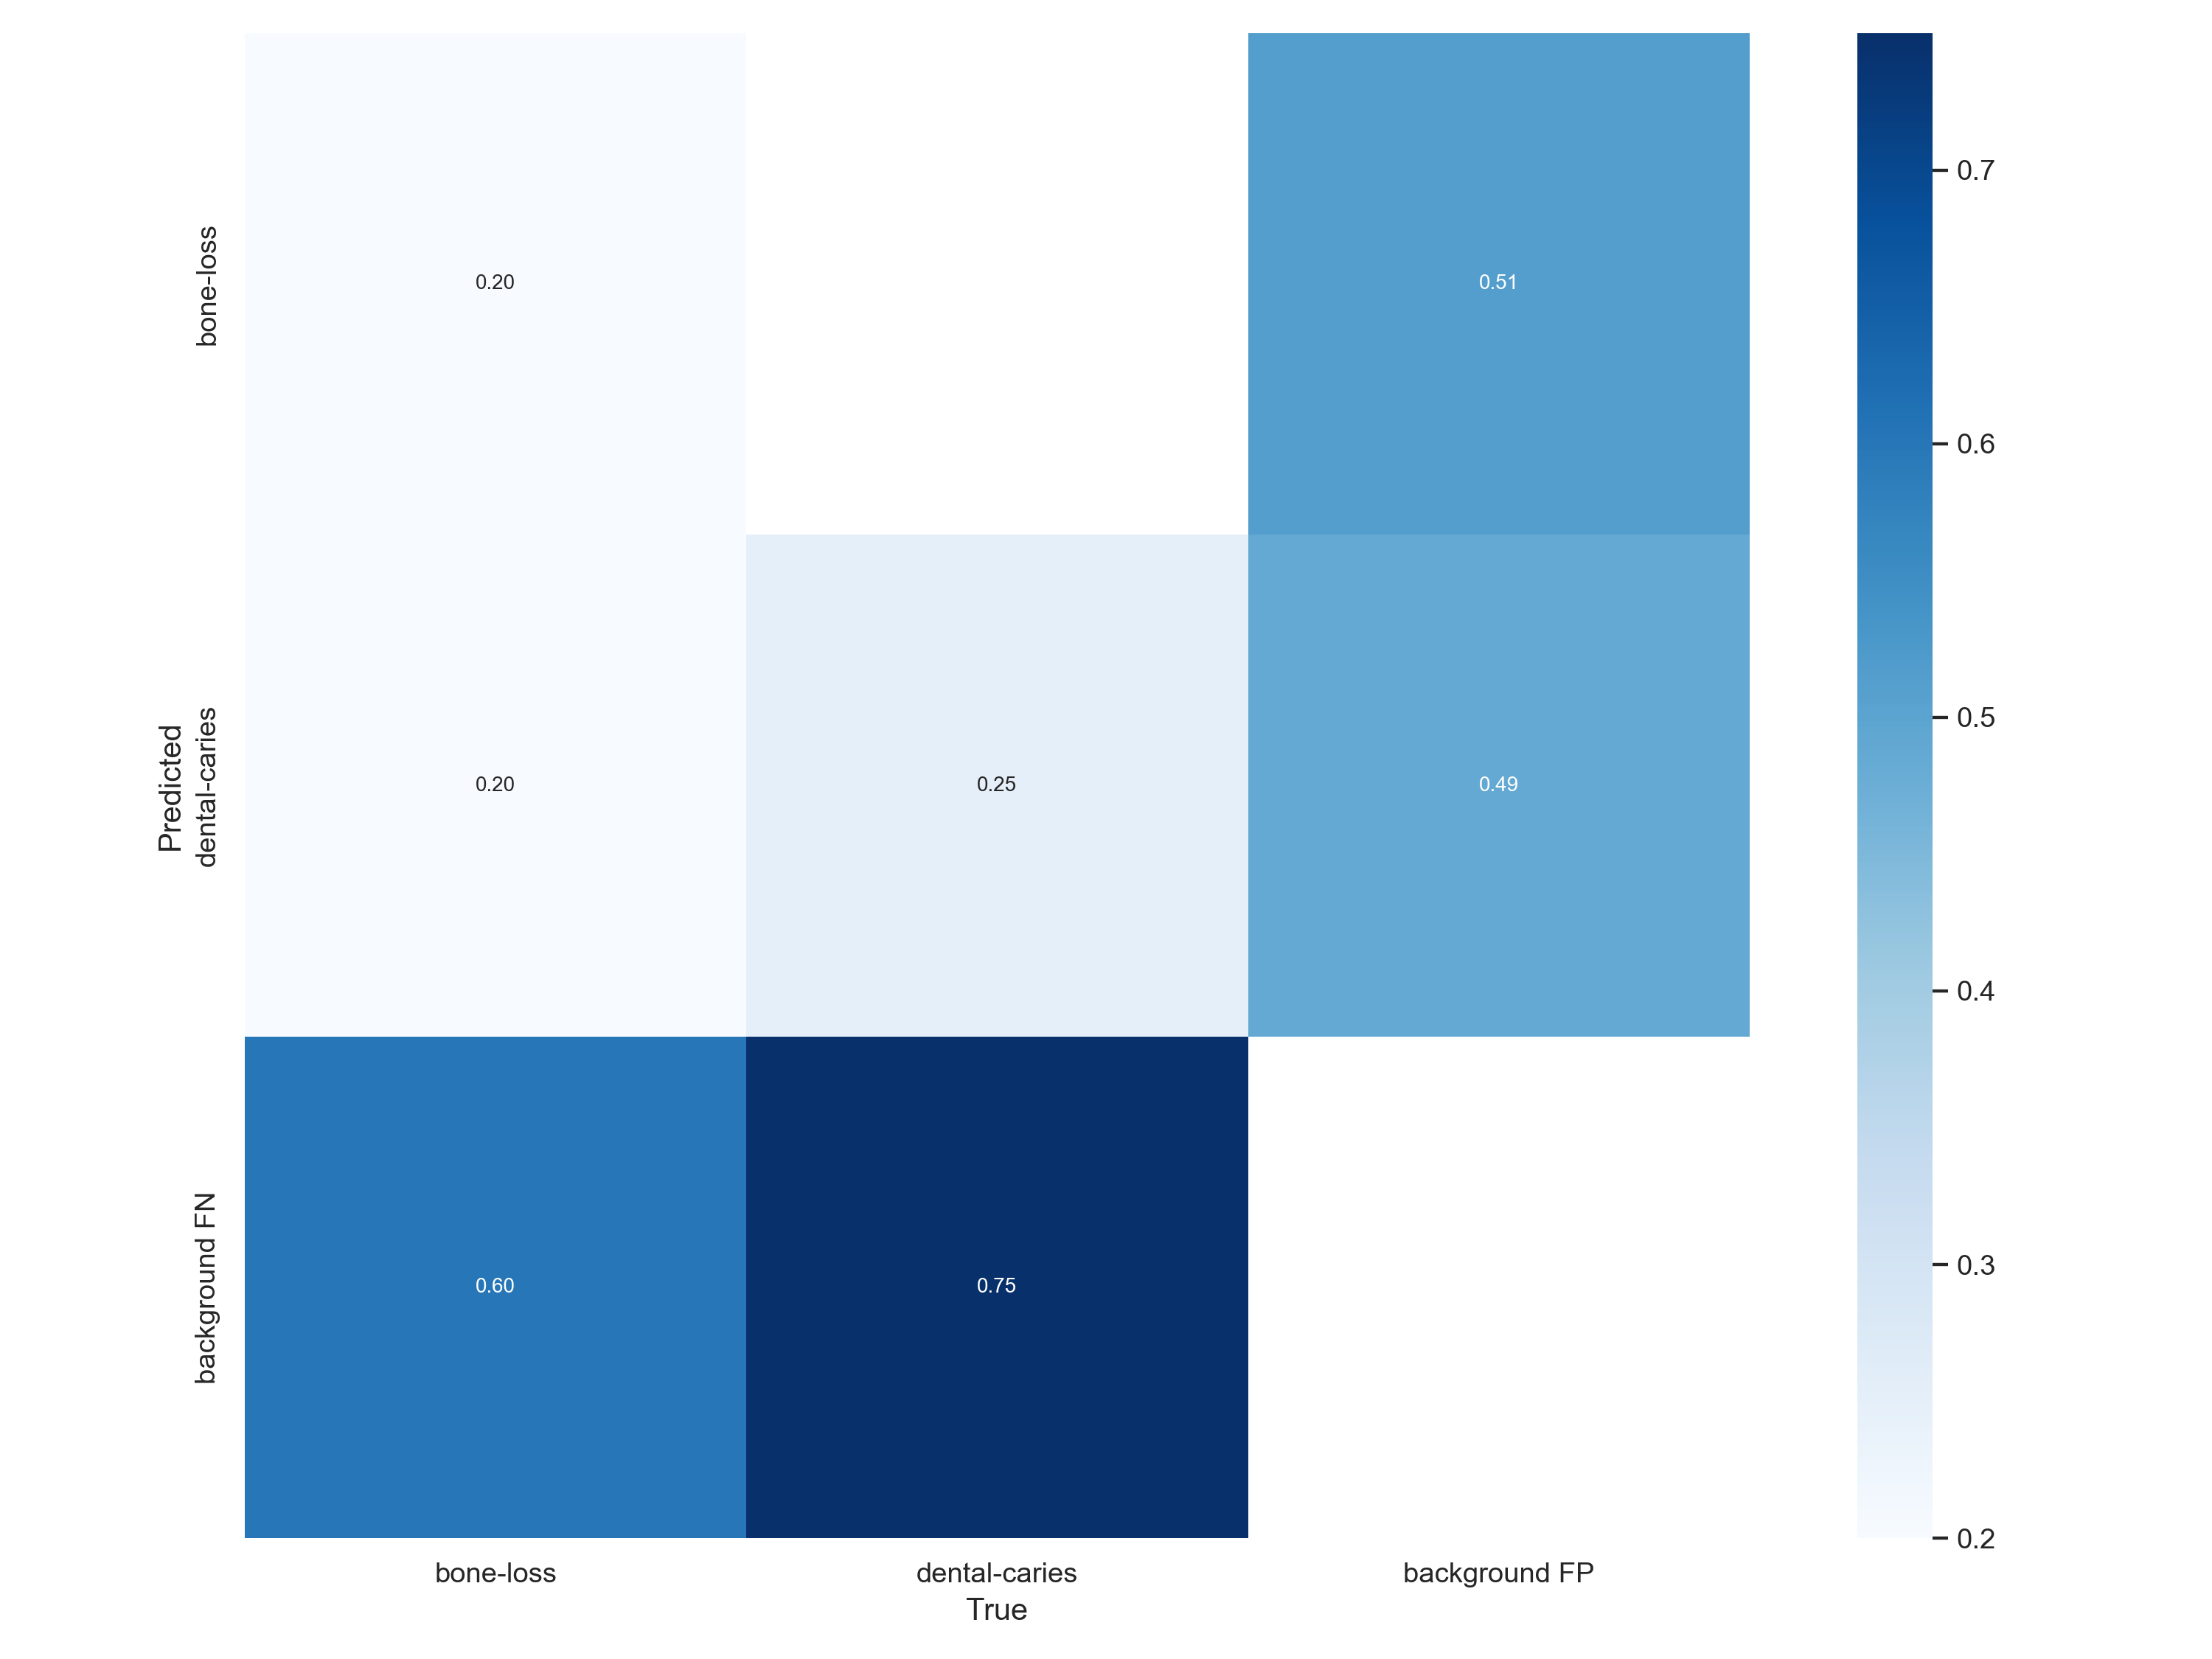 bone-loss
0.20
0.51
0.7
0.6
Predicted
dental-caries
0.20
0.25
0.49
0.5
0.4
background FN
0.60
0.75
0.3
0.2
bone-loss
dental-caries
background FP
True